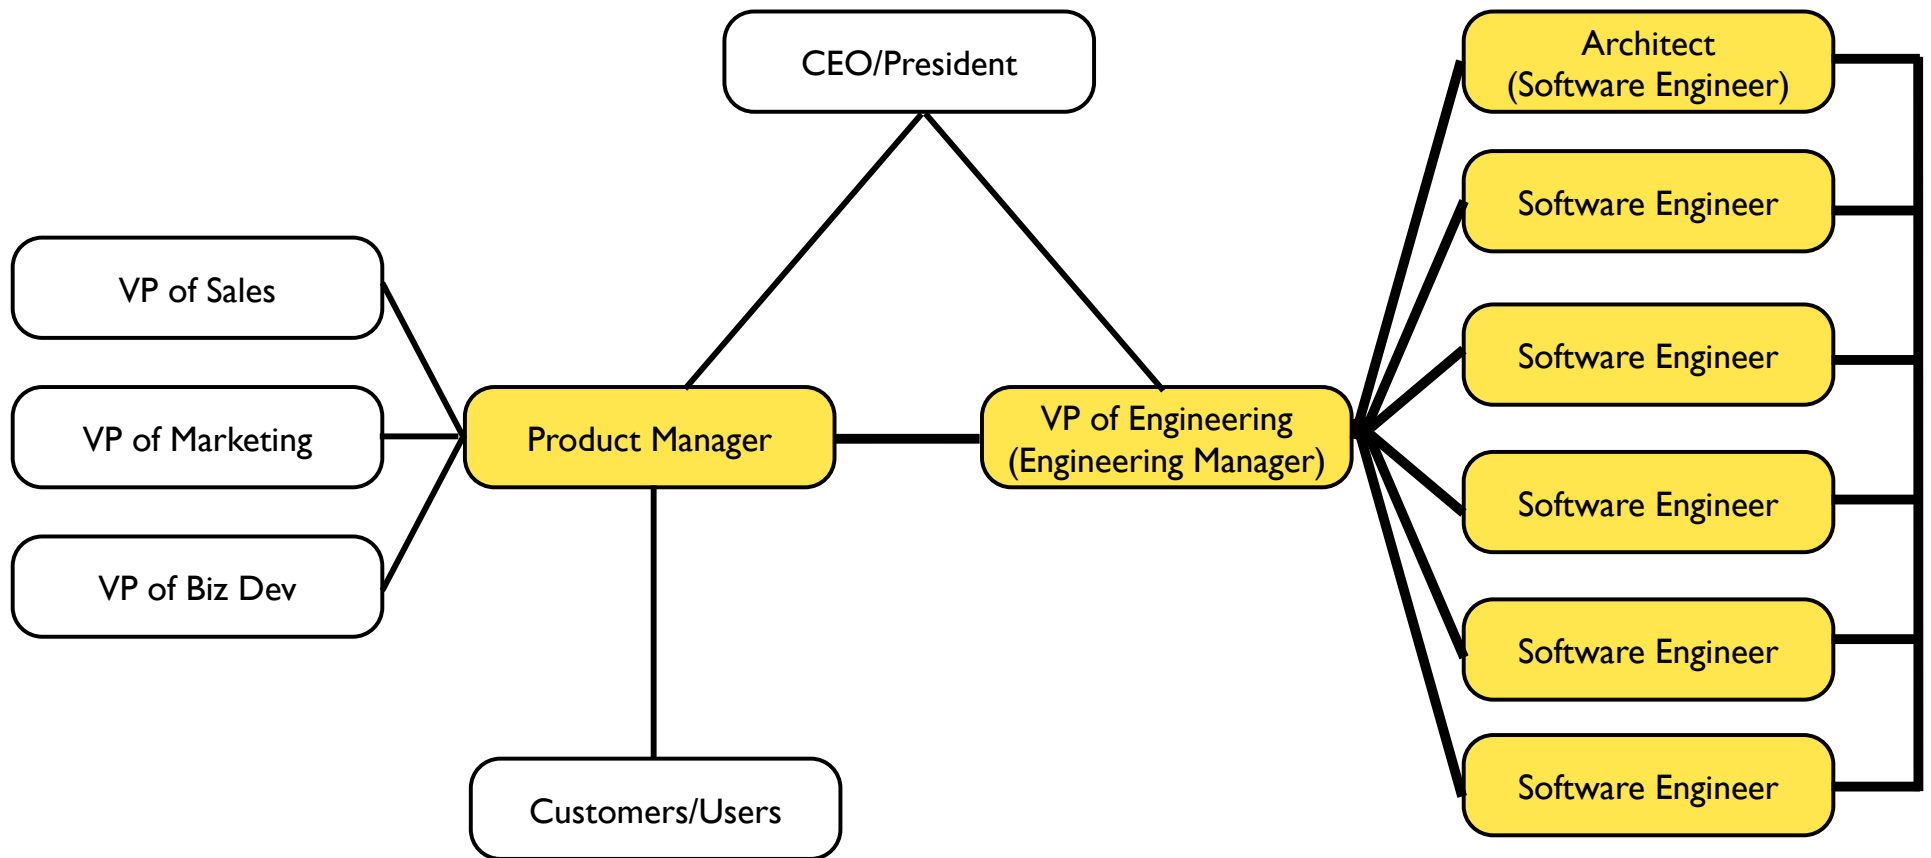 CEO/President
Architect
(Software Engineer)
Software Engineer
VP of Sales
Software Engineer
VP of Marketing
Product Manager
VP of Engineering
(Engineering Manager)
Software Engineer
VP of Biz Dev
Software Engineer
Customers/Users
Software Engineer